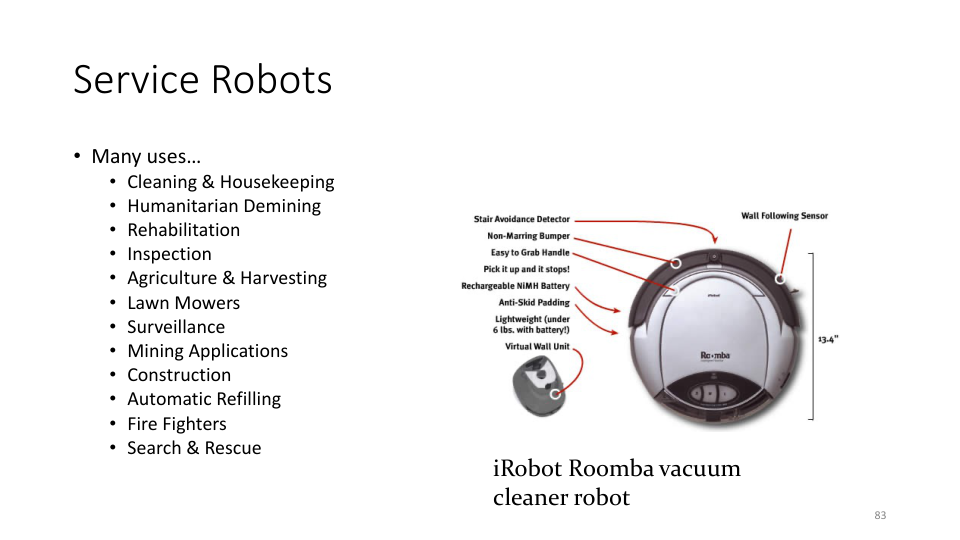 Service Robots
• Many uses…
• Cleaning & Housekeeping
• Humanitarian Demining
• Rehabilitation
• Inspection
• Agriculture & Harvesting
• Lawn Mowers
• Surveillance
• Mining Applications
• Construction
• Automatic Refilling
• Fire Fighters
• Search & Rescue
Stair Avoidance Detector
Non-Marring Bumper
Easy to Grab Handle
Pick it up and it stops!
Rechargeable NiMH Battery
Anti-Skid Padding
Lightweight (under
6 lbs. with battery!)
Virtual Wall Unit
Wall Following Sensor
13.4"
Roomba
iRobot Roomba vacuum
cleaner robot
83